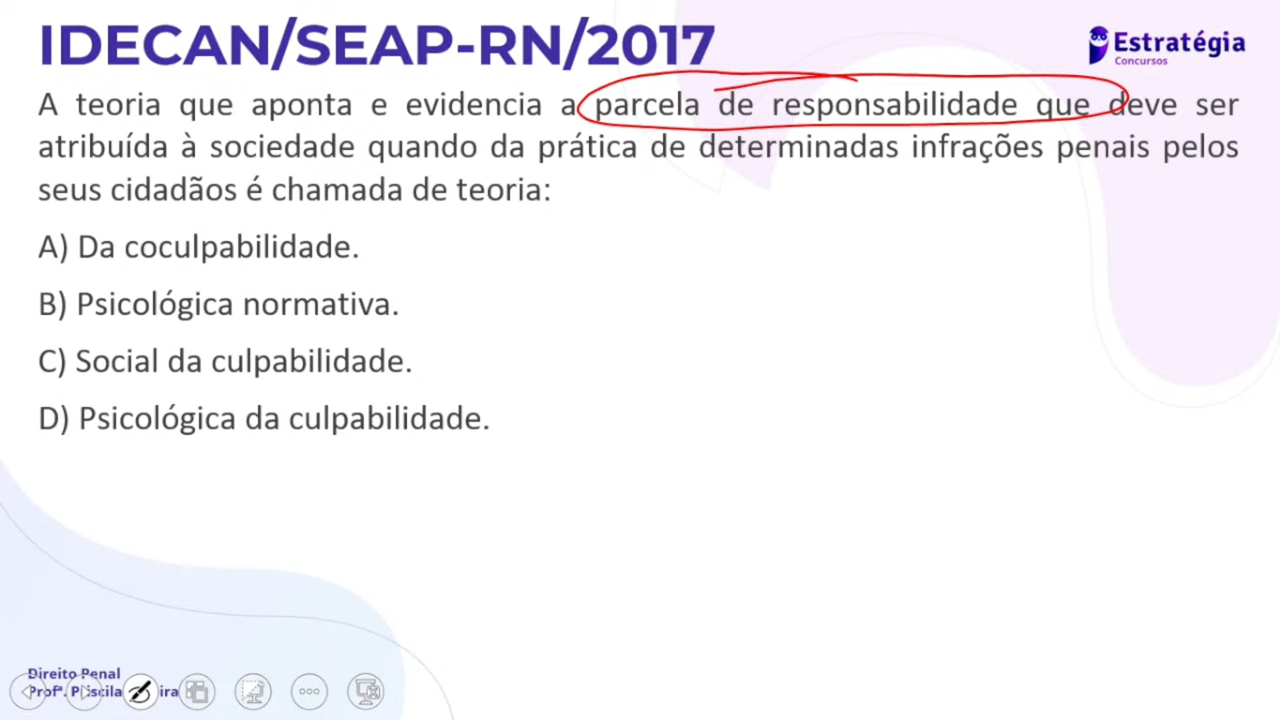 IDECAN/SEAP-RN/2017
Estratégia
Concursos
A teoria que aponta e evidencia a parcela de responsabilidade que deve ser
atribuída à sociedade quando da prática de determinadas infrações penais pelos
seus cidadãos é chamada de teoria:
A) Da coculpabilidade.
B) Psicológica normativa.
C) Social da culpabilidade.
D) Psicológica da culpabilidade.
Direito Penal
Profª. Priscila